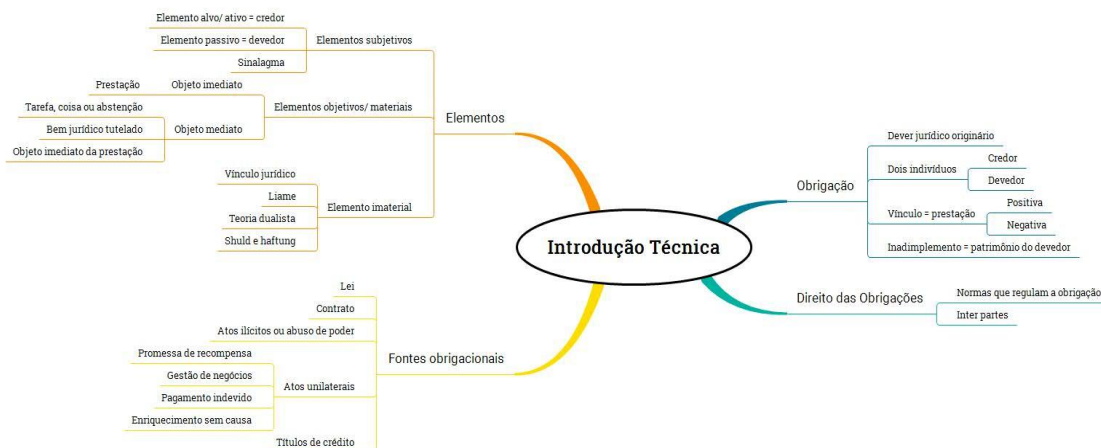 Introdução Técnica
Obrigação
Dever jurídico originário
Dois indivíduos
Credor
Devedor
Vínculo = prestação
Positiva
Negativa
Inadimplemento = patrimônio do devedor
Direito das Obrigações
Normas que regulam a obrigação
Inter partes
Elementos
Elementos subjetivos
Elemento alvo/ ativo = credor
Elemento passivo = devedor
Sinalagma
Elementos objetivos/ materiais
Objeto imediato
Prestação
Objeto mediato
Tarefa, coisa ou abstenção
Bem jurídico tutelado
Objeto imediato da prestação
Elemento imaterial
Vínculo jurídico
Liame
Teoria dualista
Shuld e haftung
Fontes obrigacionais
Lei
Contrato
Atos ilícitos ou abuso de poder
Atos unilaterais
Promessa de recompensa
Gestão de negócios
Pagamento indevido
Enriquecimento sem causa
Títulos de crédito